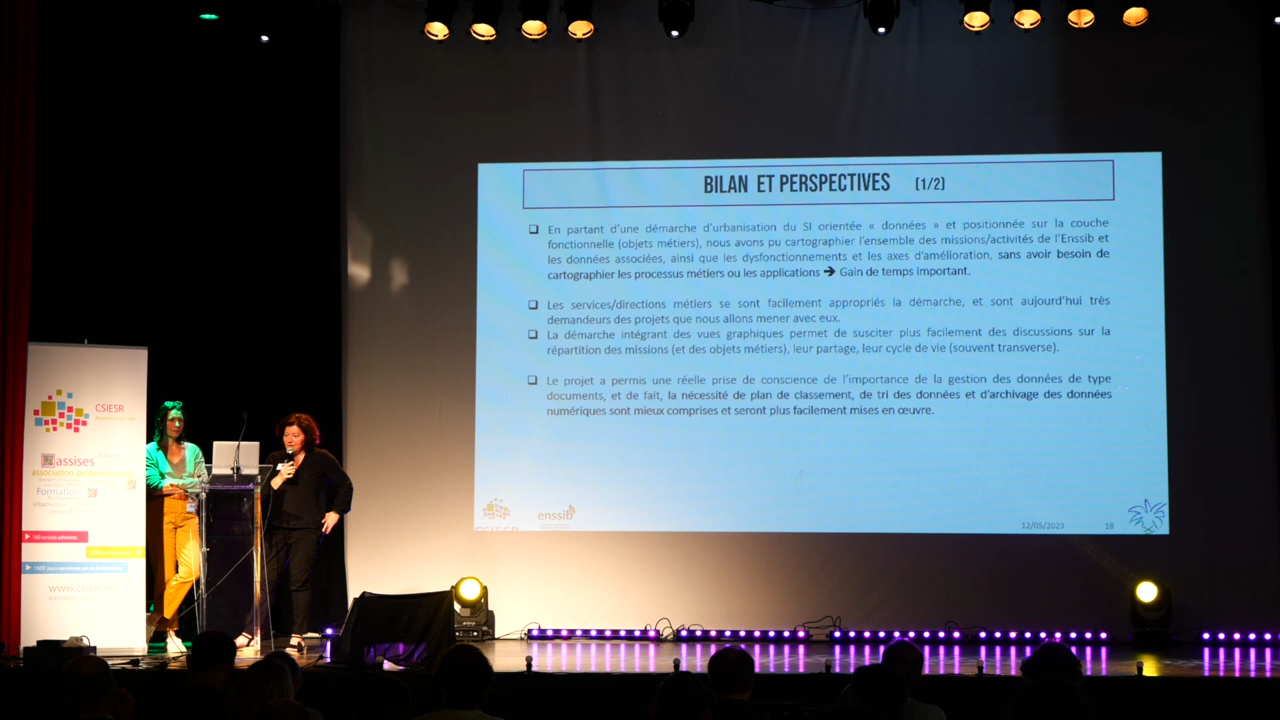 BILAN ET PERSPECTIVES (1/2)
❑ En partant d'une démarche d'urbanisation du SI orientée « données » et positionnée sur la couche
fonctionnelle (objets métiers), nous avons pu cartographier l'ensemble des missions/activités de l'Enssib et
les données associées, ainsi que les dysfonctionnements et les axes d'amélioration, sans avoir besoin de
cartographier les processus métiers ou les applications ➔ Gain de temps important.
❑ Les services/directions métiers se sont facilement appropriés la démarche, et sont aujourd'hui très
demandeurs des projets que nous allons mener avec eux.
❑ La démarche intégrant des vues graphiques permet de susciter plus facilement des discussions sur la
répartition des missions (et des objets métiers), leur partage, leur cycle de vie (souvent transverse).
❑ Le projet a permis une réelle prise de conscience de l'importance de la gestion des données de type
documents, et de fait, la nécessité de plan de classement, de tri des données et d'archivage des données
numériques sont mieux comprises et seront plus facilement mises en œuvre.
CSIESR
enssib
12/05/2023
18
CSIESR
assises
association
Formation
www.csiesr